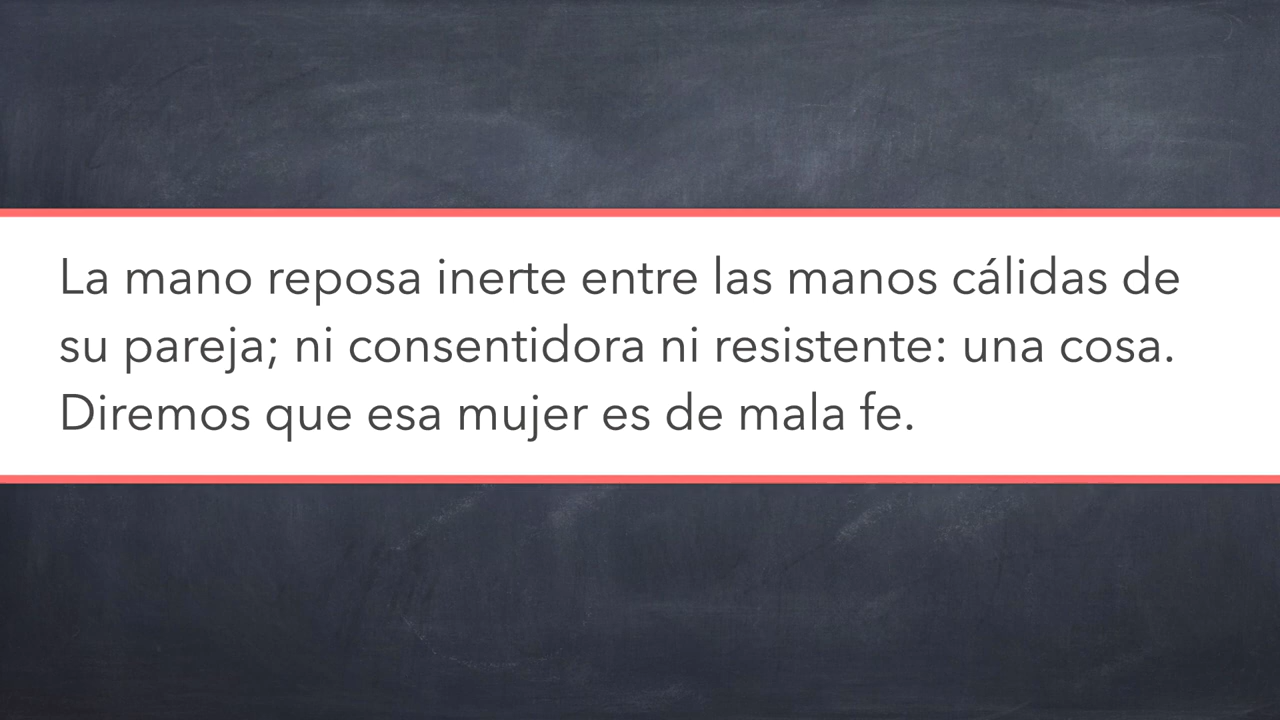 La mano reposa inerte entre las manos cálidas de
su pareja; ni consentidora ni resistente: una cosa.
Diremos que esa mujer es de mala fe.